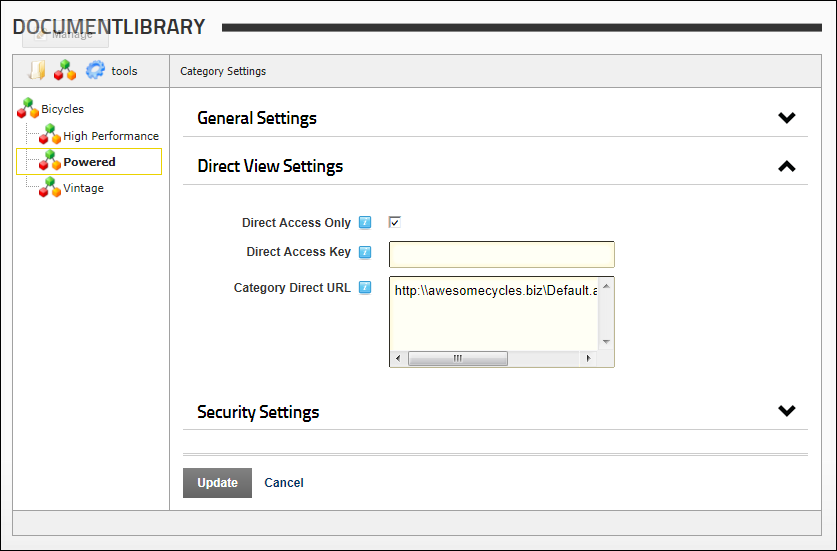 DOCUMENTLIBRARY
Manage
tools
Category Settings
Bicycles
High Performance
Powered
Vintage
General Settings
Direct View Settings
Direct Access Only
Direct Access Key
Category Direct URL
http:\\awesomecycles.biz\Default.a
Security Settings
Update Cancel